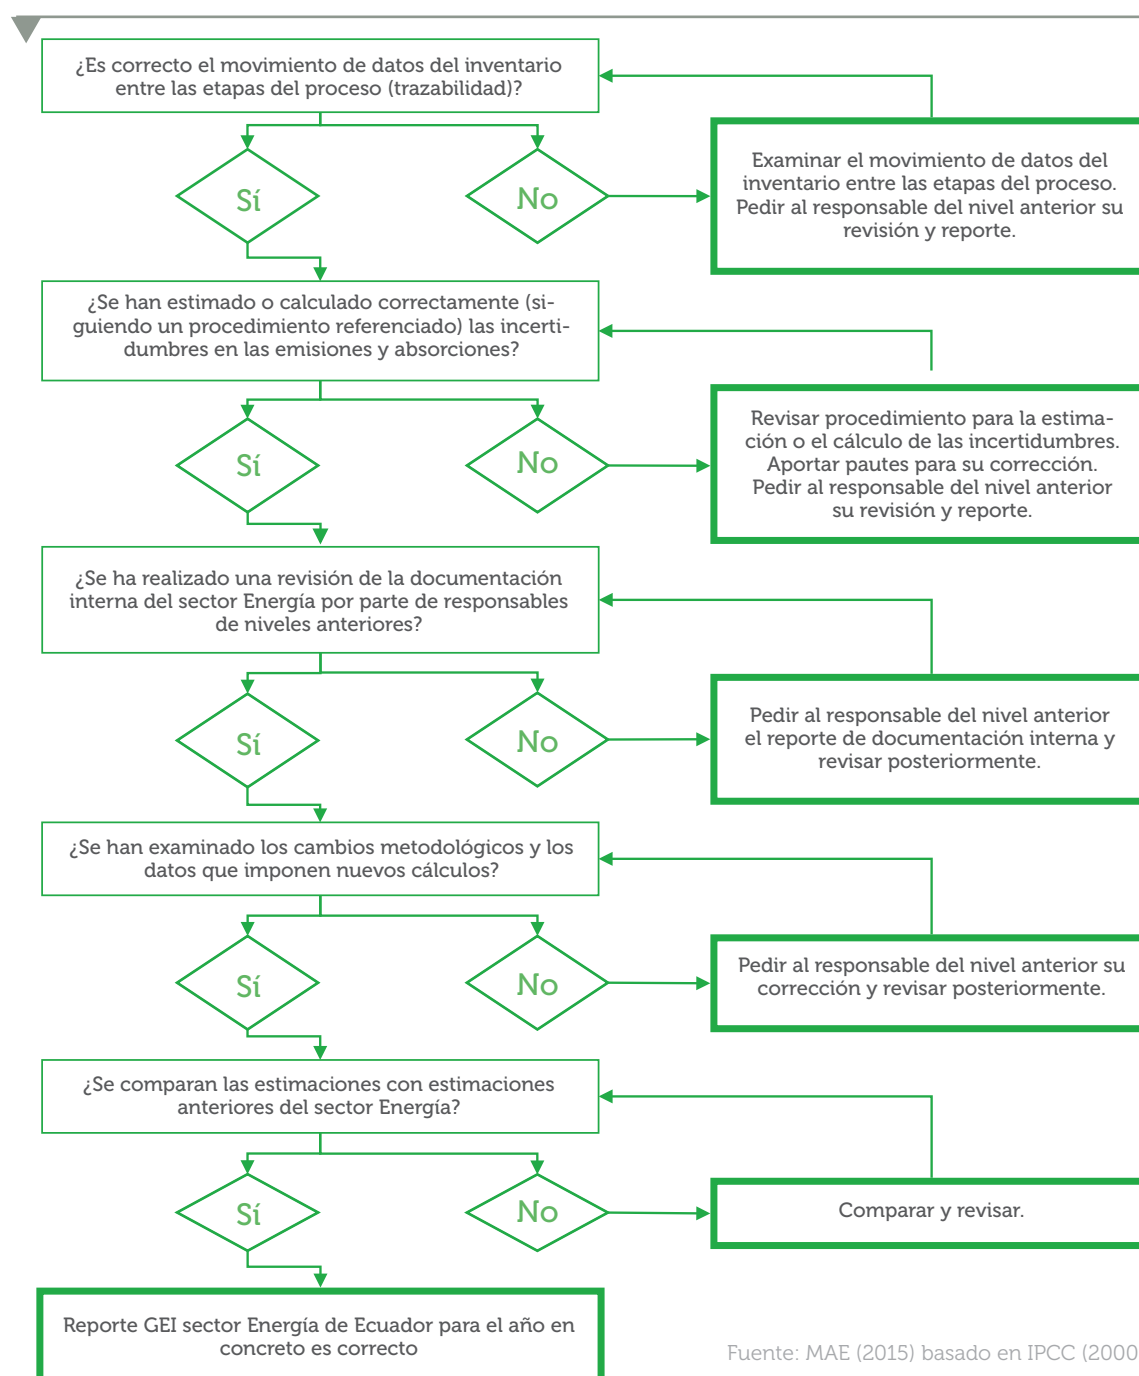 ¿Es correcto el movimiento de datos del inventario
entre las etapas del proceso (trazabilidad)?
Sí
No
Examinar el movimiento de datos del
inventario entre las etapas del proceso.
Pedir al responsable del nivel anterior su
revisión y reporte.
¿Se han estimado o calculado correctamente (si-
guiendo un procedimiento referenciado) las incerti-
dumbres en las emisiones y absorciones?
Sí
No
Revisar procedimiento para la estima-
ción o el cálculo de las incertidumbres.
Aportar pautes para su corrección.
Pedir al responsable del nivel anterior
su revisión y reporte.
¿Se ha realizado una revisión de la documentación
interna del sector Energía por parte de responsables
de niveles anteriores?
Sí
No
Pedir al responsable del nivel anterior
el reporte de documentación interna y
revisar posteriormente.
¿Se han examinado los cambios metodológicos y los
datos que imponen nuevos cálculos?
Sí
No
Pedir al responsable del nivel anterior su
corrección y revisar posteriormente.
¿Se comparan las estimaciones con estimaciones
anteriores del sector Energía?
Sí
No
Comparar y revisar.
Reporte GEI sector Energía de Ecuador para el año en
concreto es correcto
Fuente: MAE (2015) basado en IPCC (2000